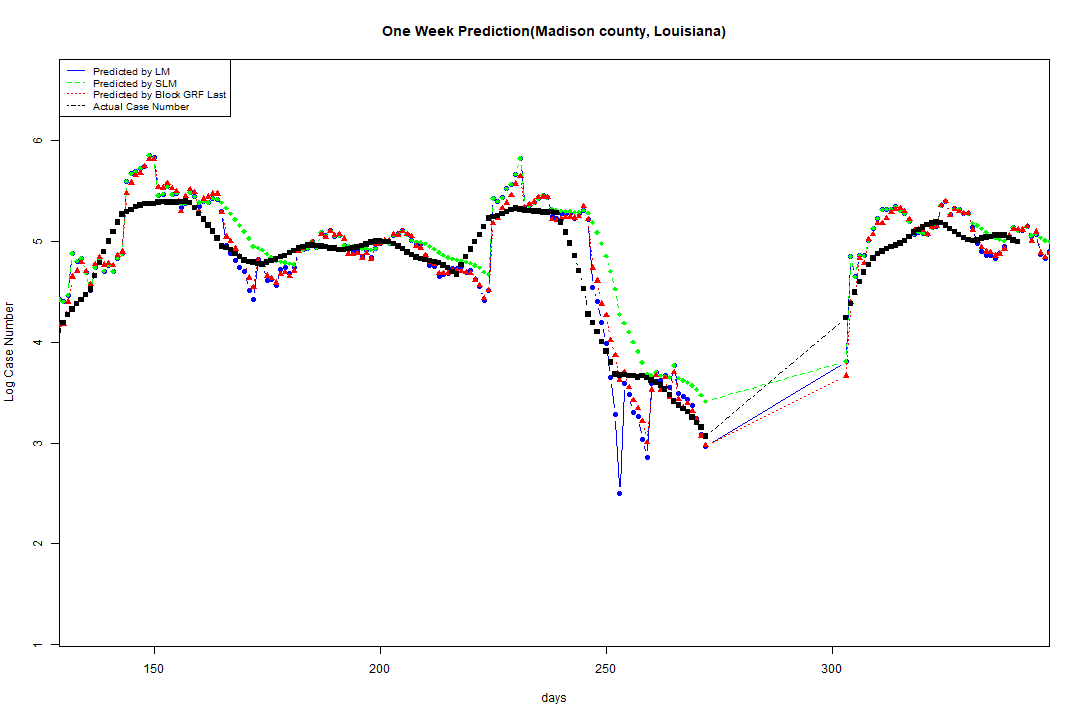 One Week Prediction(Madison county, Louisiana)
Predicted by LM
Predicted by SLM
Predicted by Block GRF Last
Actual Case Number
6
5
4
3
2
1
Log Case Number
150 200 250 300
days